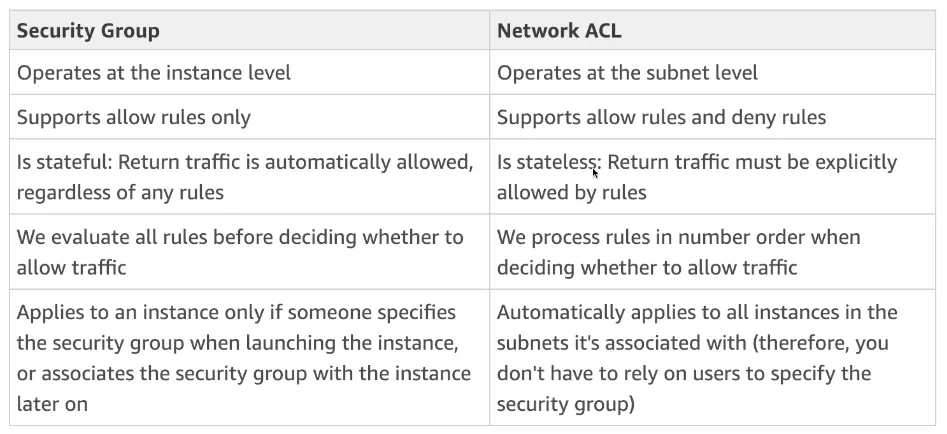 Security Group
Network ACL
Operates at the instance level
Operates at the subnet level
Supports allow rules only
Supports allow rules and deny rules
Is stateful: Return traffic is automatically allowed,
regardless of any rules
Is stateless: Return traffic must be explicitly
allowed by rules
We evaluate all rules before deciding whether to
allow traffic
We process rules in number order when
deciding whether to allow traffic
Applies to an instance only if someone specifies
the security group when launching the instance,
or associates the security group with the instance
later on
Automatically applies to all instances in the
subnets it's associated with (therefore, you
don't have to rely on users to specify the
security group)